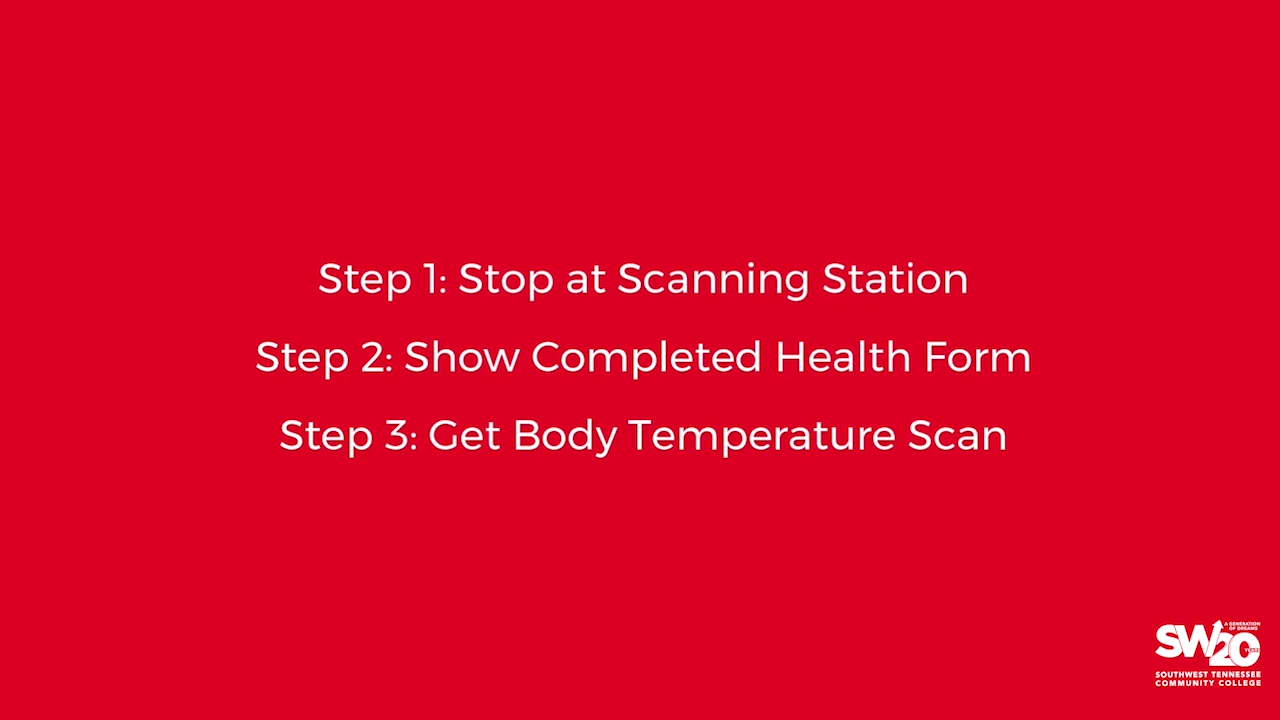 Step 1: Stop at Scanning Station
Step 2: Show Completed Health Form
Step 3: Get Body Temperature Scan
A GENERATION
OF DREAMS
SW20
YEARS
SOUTHWEST TENNESSEE
COMMUNITY COLLEGE